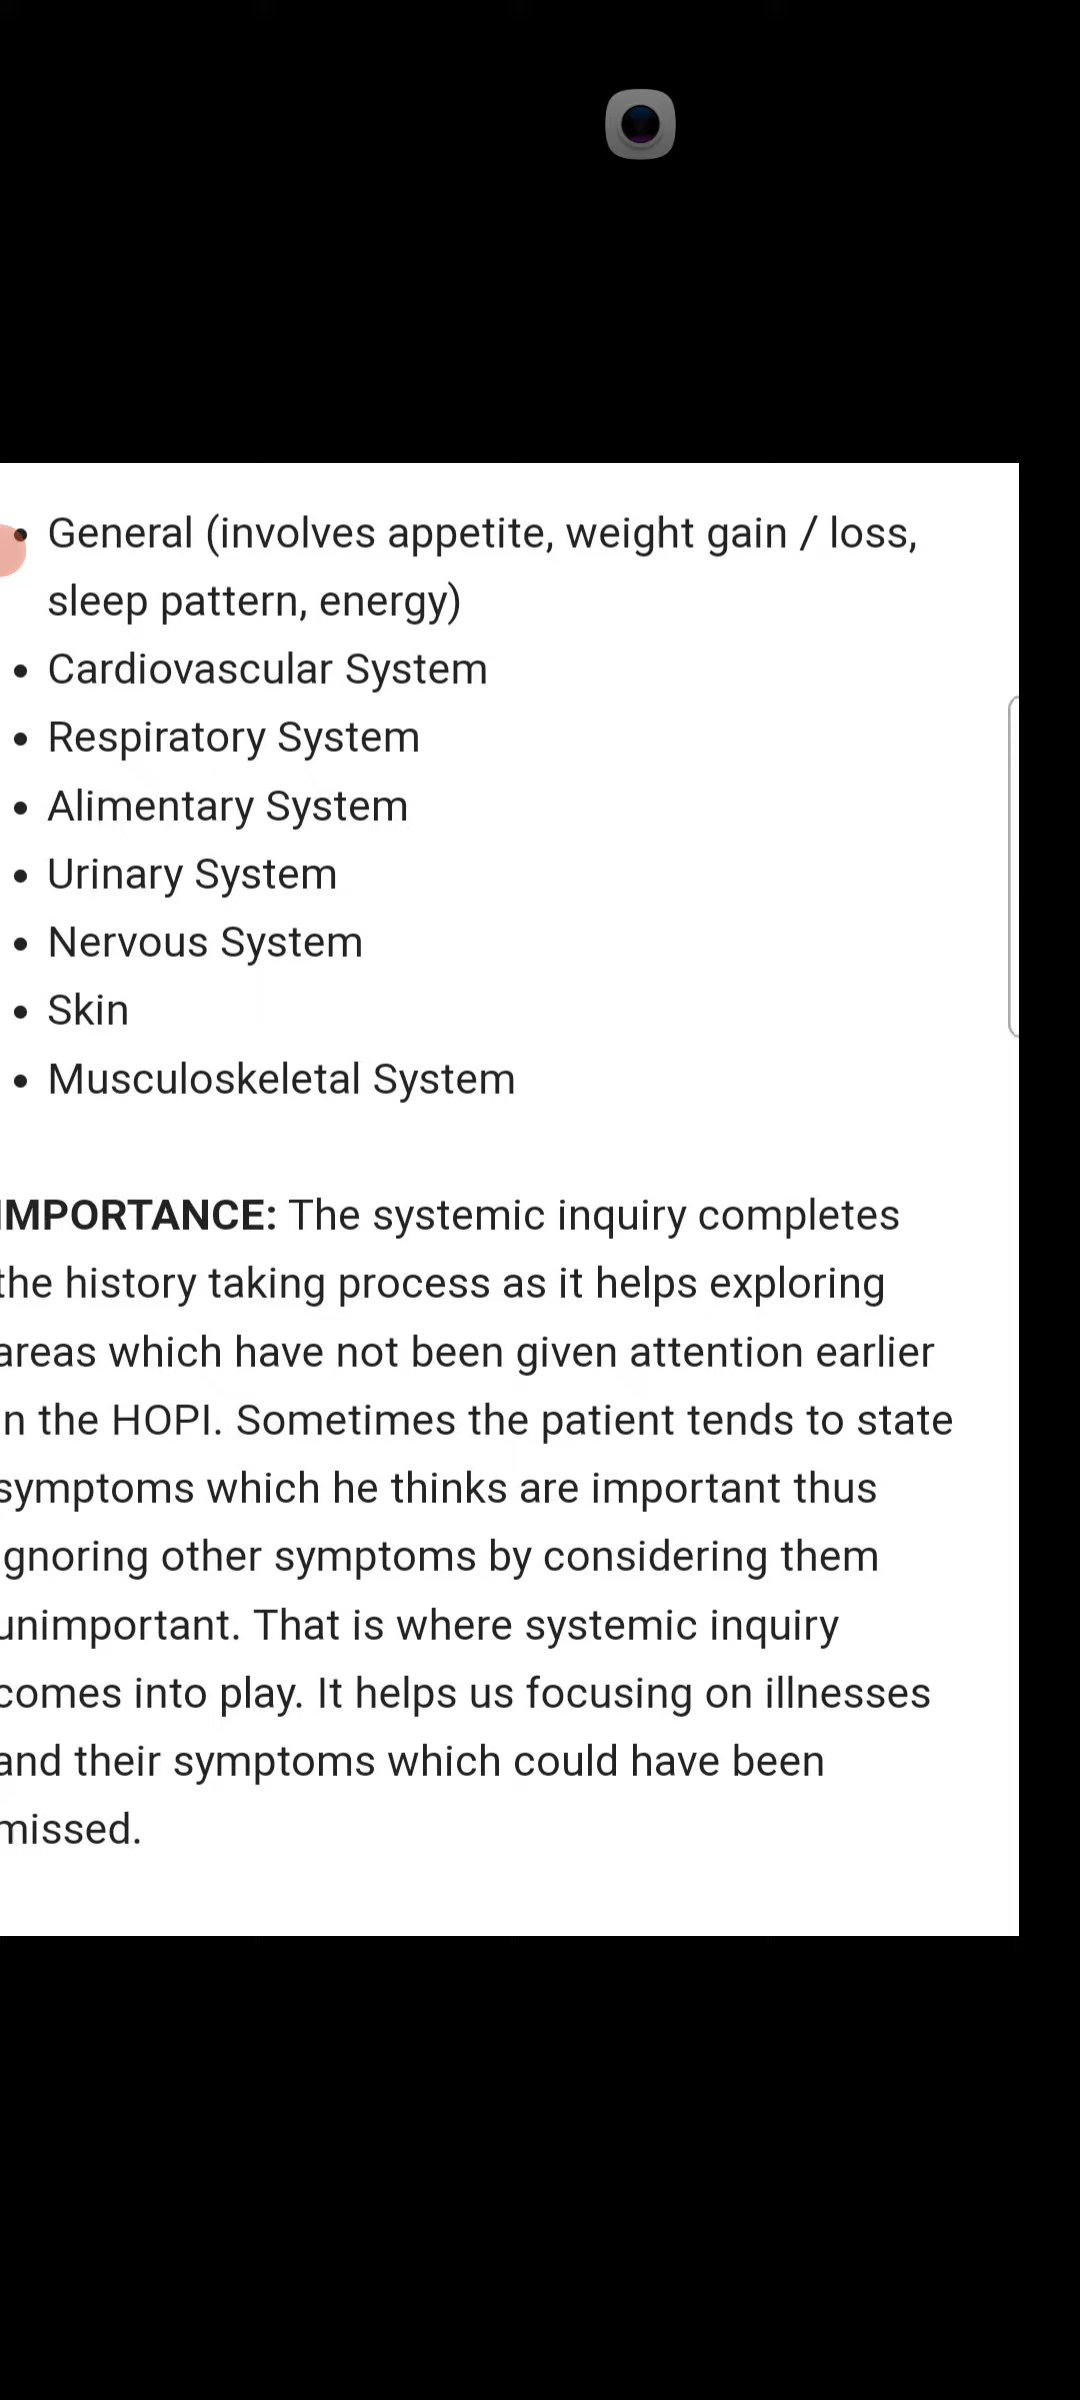 • General (involves appetite, weight gain / loss,
sleep pattern, energy)
• Cardiovascular System
• Respiratory System
• Alimentary System
• Urinary System
• Nervous System
• Skin
• Musculoskeletal System
IMPORTANCE: The systemic inquiry completes
the history taking process as it helps exploring
areas which have not been given attention earlier
n the HOPI. Sometimes the patient tends to state
symptoms which he thinks are important thus
gnoring other symptoms by considering them
unimportant. That is where systemic inquiry
comes into play. It helps us focusing on illnesses
and their symptoms which could have been
missed.